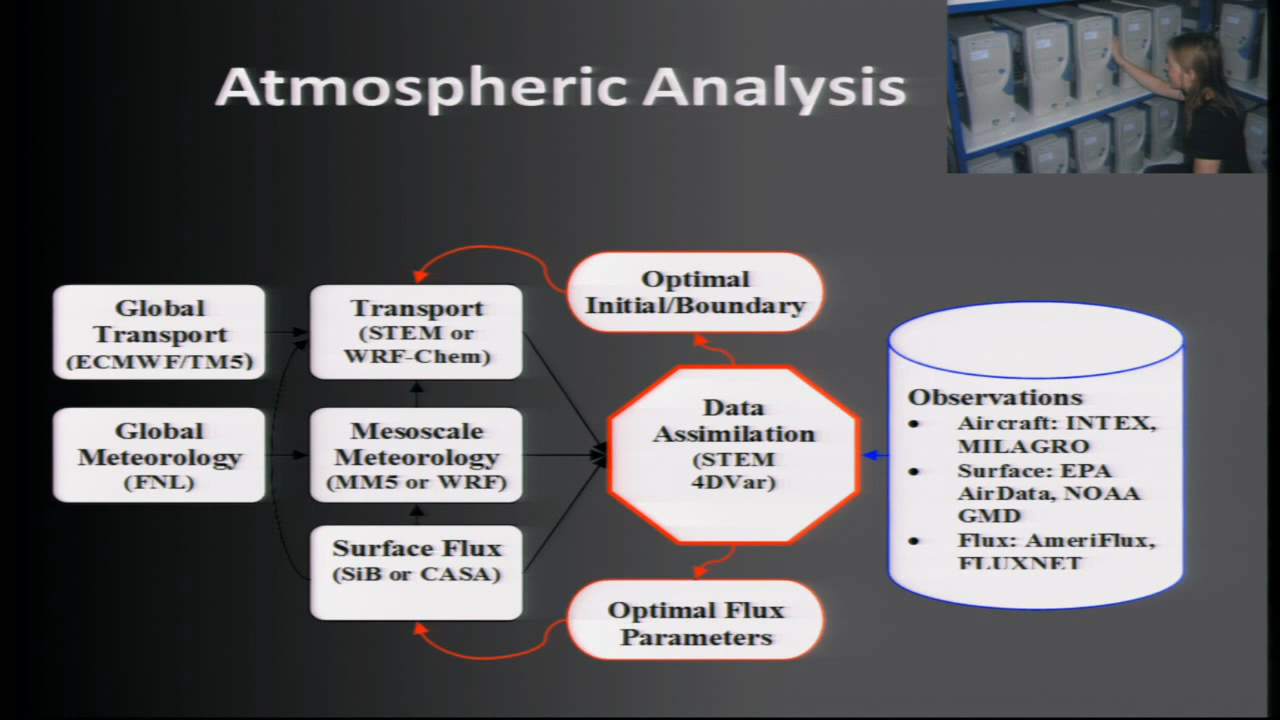 Atmospheric Analysis
Global
Transport
(ECMWF/TM5)
Transport
(STEM or
WRF-Chem)
Optimal
Initial/Boundary
Global
Meteorology
(FNL)
Mesoscale
Meteorology
(MM5 or WRF)
Data
Assimilation
(STEM
4DVar)
Surface Flux
(SiB or CASA)
Optimal Flux
Parameters
Observations
• Aircraft: INTEX,
MILAGRO
• Surface: EPA
AirData, NOAA
GMD
• Flux: AmeriFlux,
FLUXNET